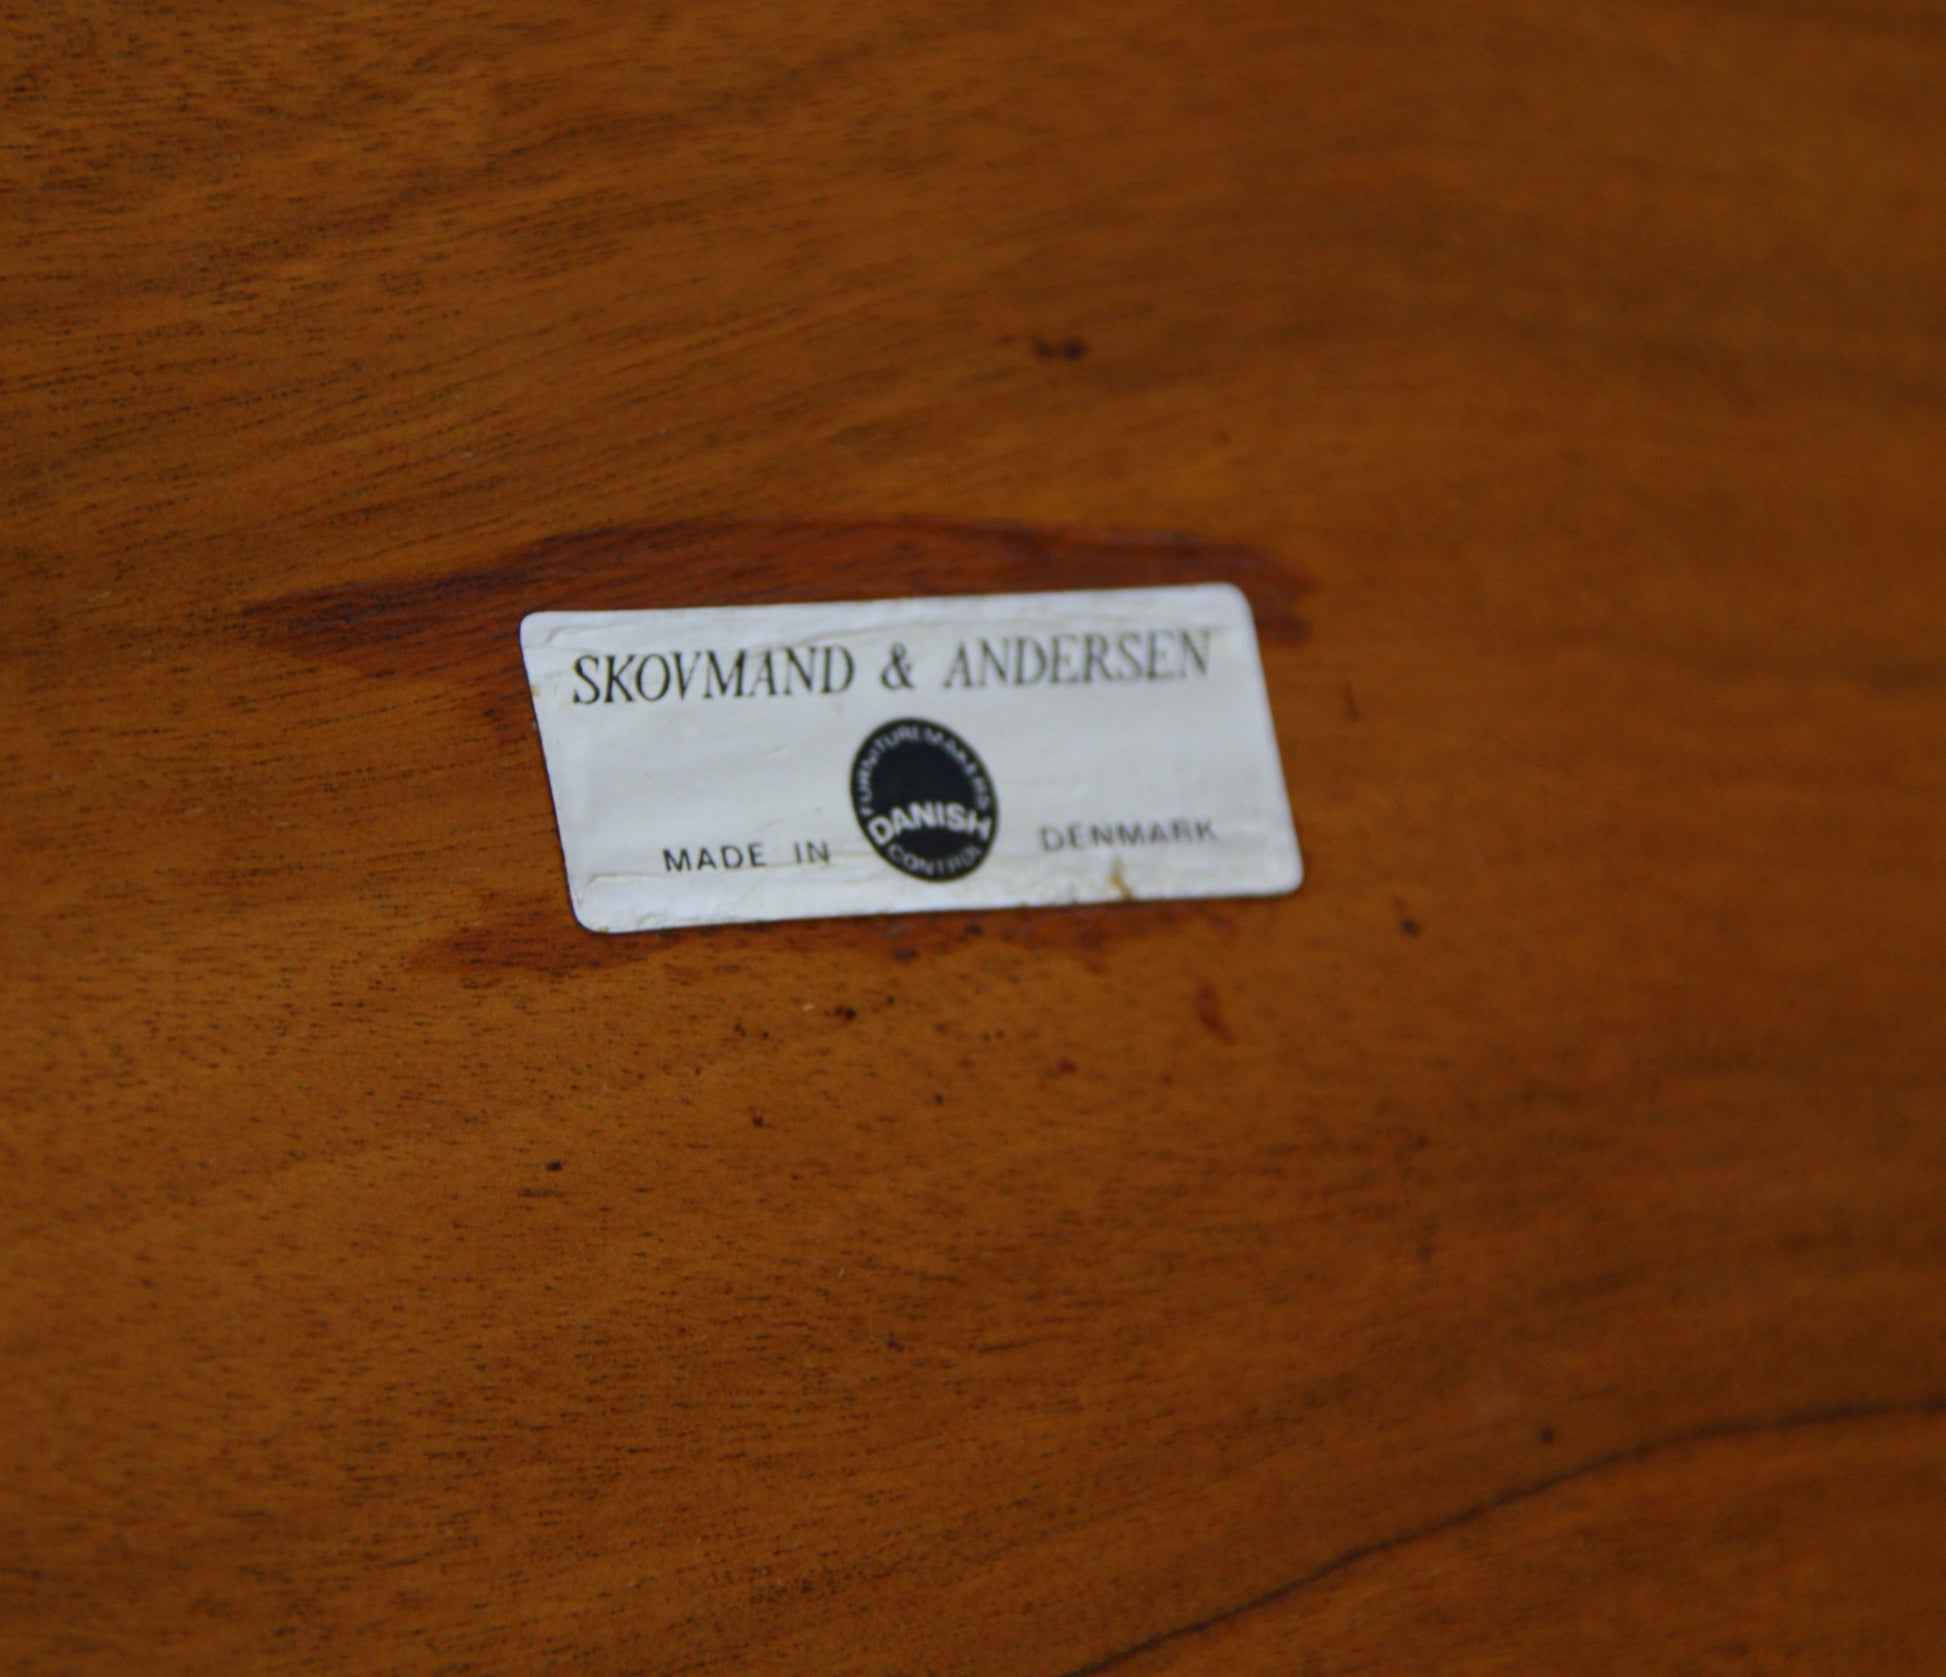 SKOVMAND & ANDERSEN
FURNITUREMAKERS
DANISH
CONTROL
MADE IN DENMARK